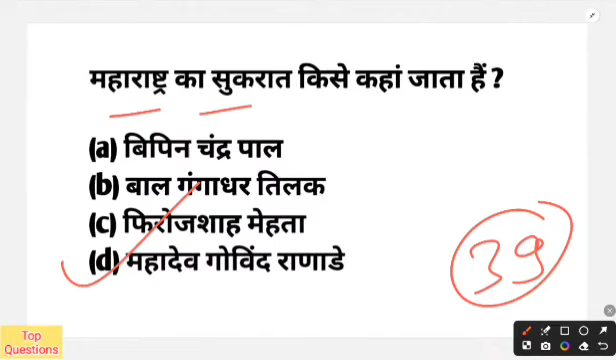 महाराष्ट्र का सुकरात किसे कहां जाता हैं ?
(a) बिपिन चंद्र पाल
(b) बाल गंगाधर तिलक
(c) फिरोजशाह मेहता
(d) महादेव गोविंद राणाडे
39
Top
Questions